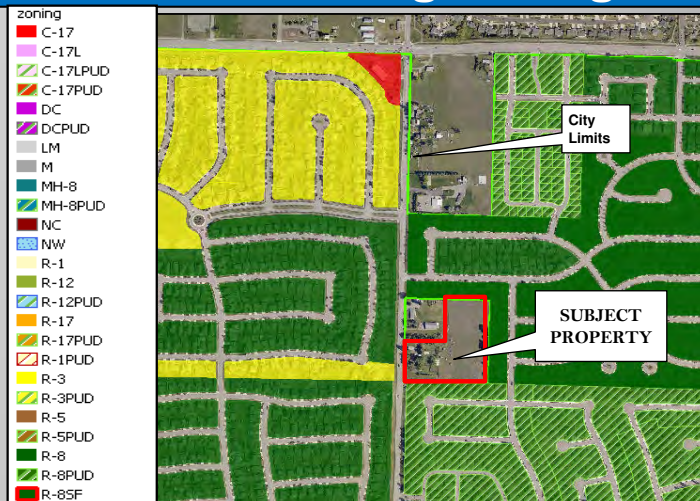 zoning
C-17
C-17L
C-17LPUD
C-17PUD
DC
DCPUD
LM
M
MH-8
MH-8PUD
NC
NW
R-1
R-12
R-12PUD
R-17
R-17PUD
R-1PUD
R-3
R-3PUD
R-5
R-5PUD
R-8
R-8PUD
R-8SF
City
Limits
SUBJECT
PROPERTY